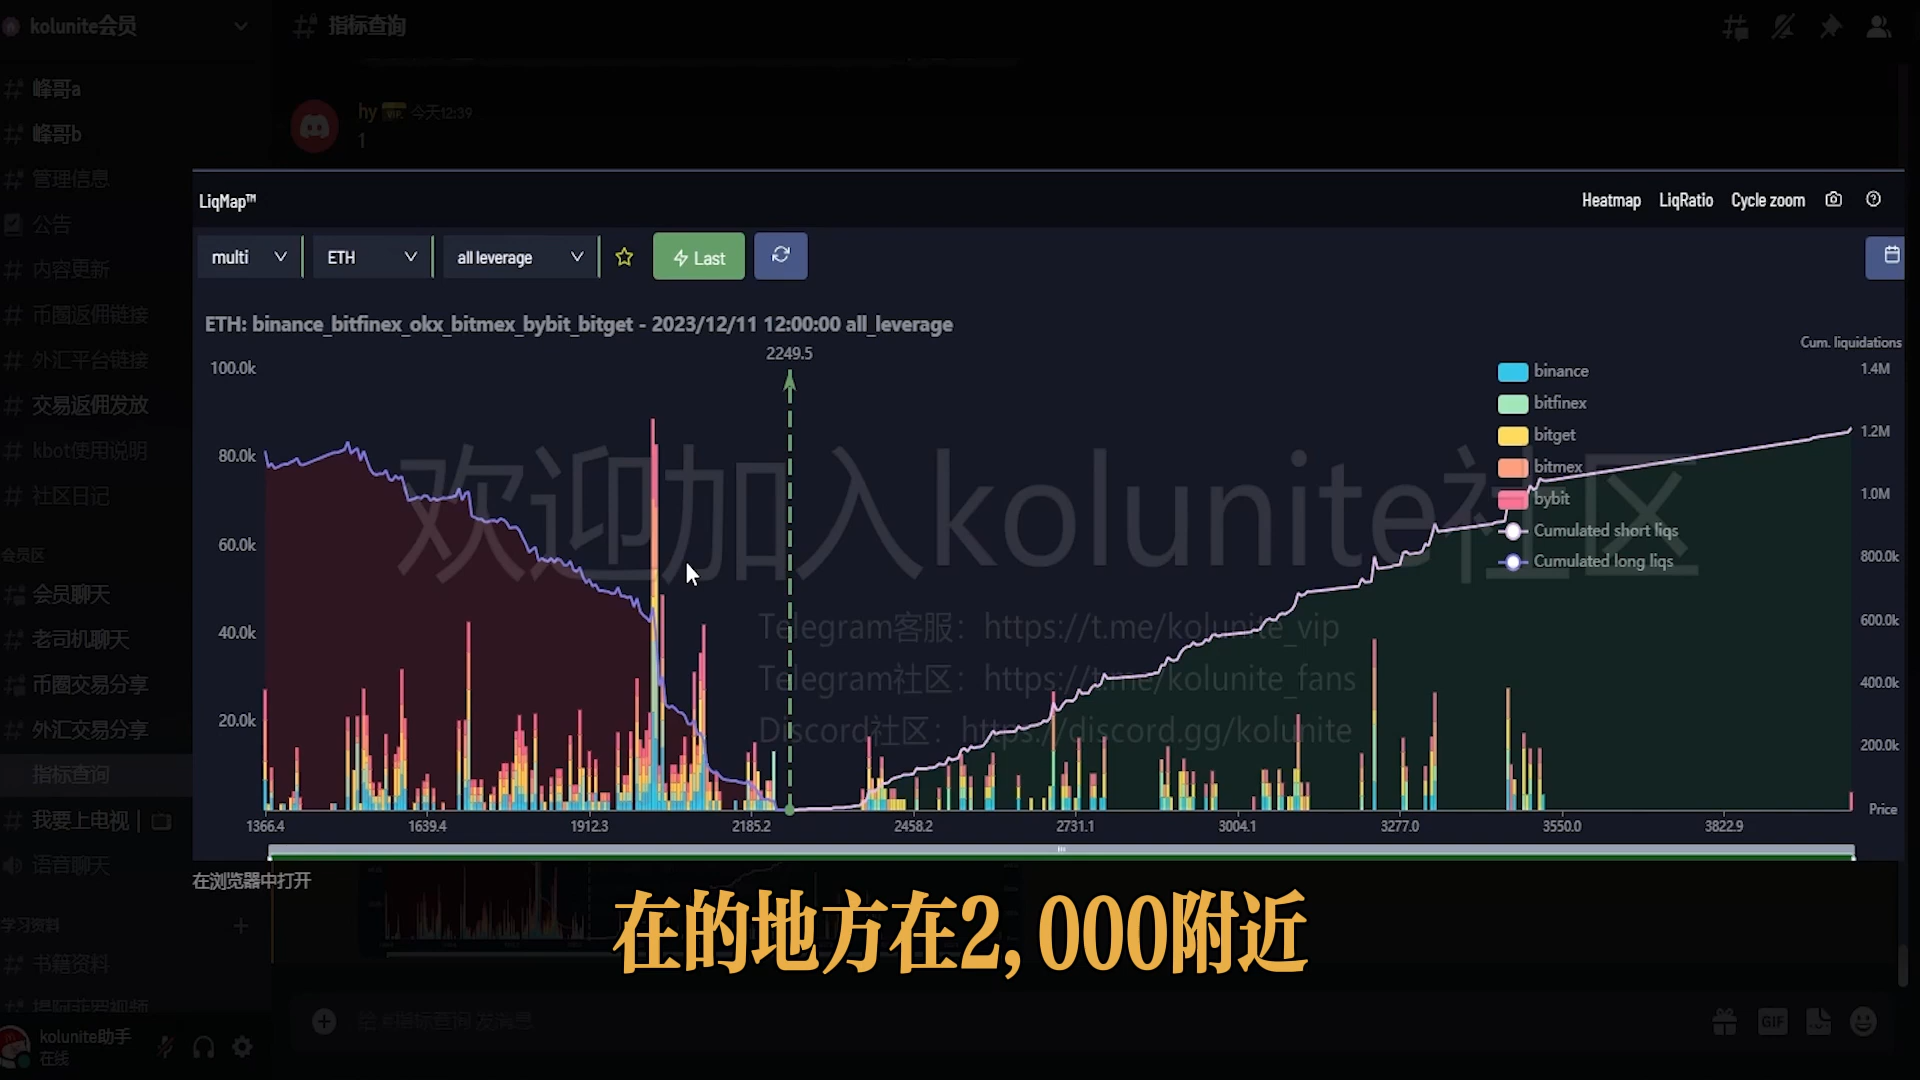 kolunite会员
指标查询
峰哥a
峰哥b
管理信息
公告
内容更新
币圈返佣链接
外汇平台链接
交易返佣发放
kbot使用说明
社区日记
会员区
会员聊天
老司机聊天
币圈交易分享
外汇交易分享
指标查询
我要上电视 |
语音聊天
学习资料
书籍资料
kolunite助手
在线
hy VIP 今天12:39
1
LiqMap™
Heatmap LiqRatio Cycle zoom
multi ETH all leverage Last
ETH: binance_bitfinex_okx_bitmex_bybit_bitget - 2023/12/11 12:00:00 all_leverage
2249.5
Cum. liquidations
100.0k
80.0k
60.0k
40.0k
20.0k
1.4M
1.2M
1.0M
800.0k
600.0k
400.0k
200.0k
binance
bitfinex
bitget
bitmex
bybit
Cumulated short liqs
Cumulated long liqs
欢迎加入kolunite社区
Telegram客服：https://t.me/kolunite_vip
Telegram社区：https://t.me/kolunite_fans
Discord社区：https://discord.gg/kolunite
Price
1366.4 1639.4 1912.3 2185.2 2458.2 2731.1 3004.1 3277.0 3550.0 3822.9
在浏览器中打开
在的地方在2,000附近
给 #指标查询 发消息
GIF